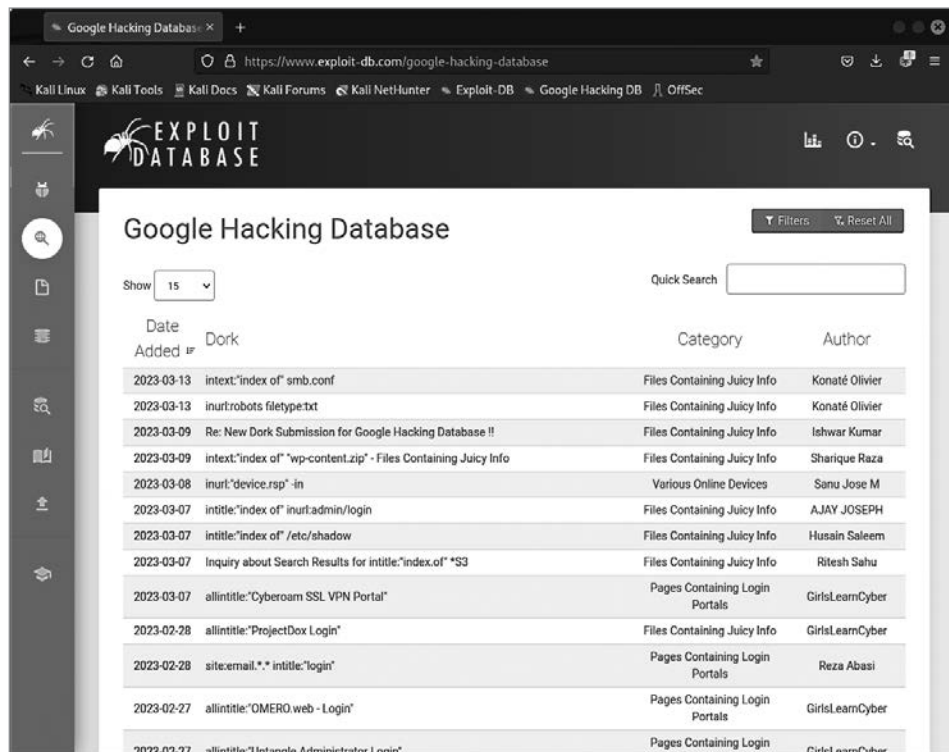 Google Hacking Database
https://www.exploit-db.com/google-hacking-database
Kali Linux Kali Tools Kali Docs Kali Forums Kali NetHunter Exploit-DB Google Hacking DB OffSec
EXPLOIT
DATABASE
Google Hacking Database
Filters Reset All
Show 15
Quick Search
Date Added Dork Category Author
2023-03-13 intext:"index of" smb.conf Files Containing Juicy Info Konaté Olivier
2023-03-13 inurl:robots filetype:txt Files Containing Juicy Info Konaté Olivier
2023-03-09 Re: New Dork Submission for Google Hacking Database !! Files Containing Juicy Info Ishwar Kumar
2023-03-09 intext:"index of" "wp-content.zip" - Files Containing Juicy Info Files Containing Juicy Info Sharique Raza
2023-03-08 inurl:"device.rsp" -in Various Online Devices Sanu Jose M
2023-03-07 intitle:"index of" inurl:admin/login Files Containing Juicy Info AJAY JOSEPH
2023-03-07 intitle:"index of" /etc/shadow Files Containing Juicy Info Husain Saleem
2023-03-07 Inquiry about Search Results for intitle:"index.of" *S3 Files Containing Juicy Info Ritesh Sahu
2023-03-07 allintitle:"Cyberoam SSL VPN Portal" Pages Containing Login Portals GirlsLearnCyber
2023-02-28 allintitle:"ProjectDox Login" Files Containing Juicy Info GirlsLearnCyber
2023-02-28 site:email.*.* intitle:"login" Pages Containing Login Portals Reza Abasi
2023-02-27 allintitle:"OMERO.web - Login" Pages Containing Login Portals GirlsLearnCyber
2023-02-27 allintitle:"Untangle Administrator Login" Pages Containing Login GirlsLearnCyber